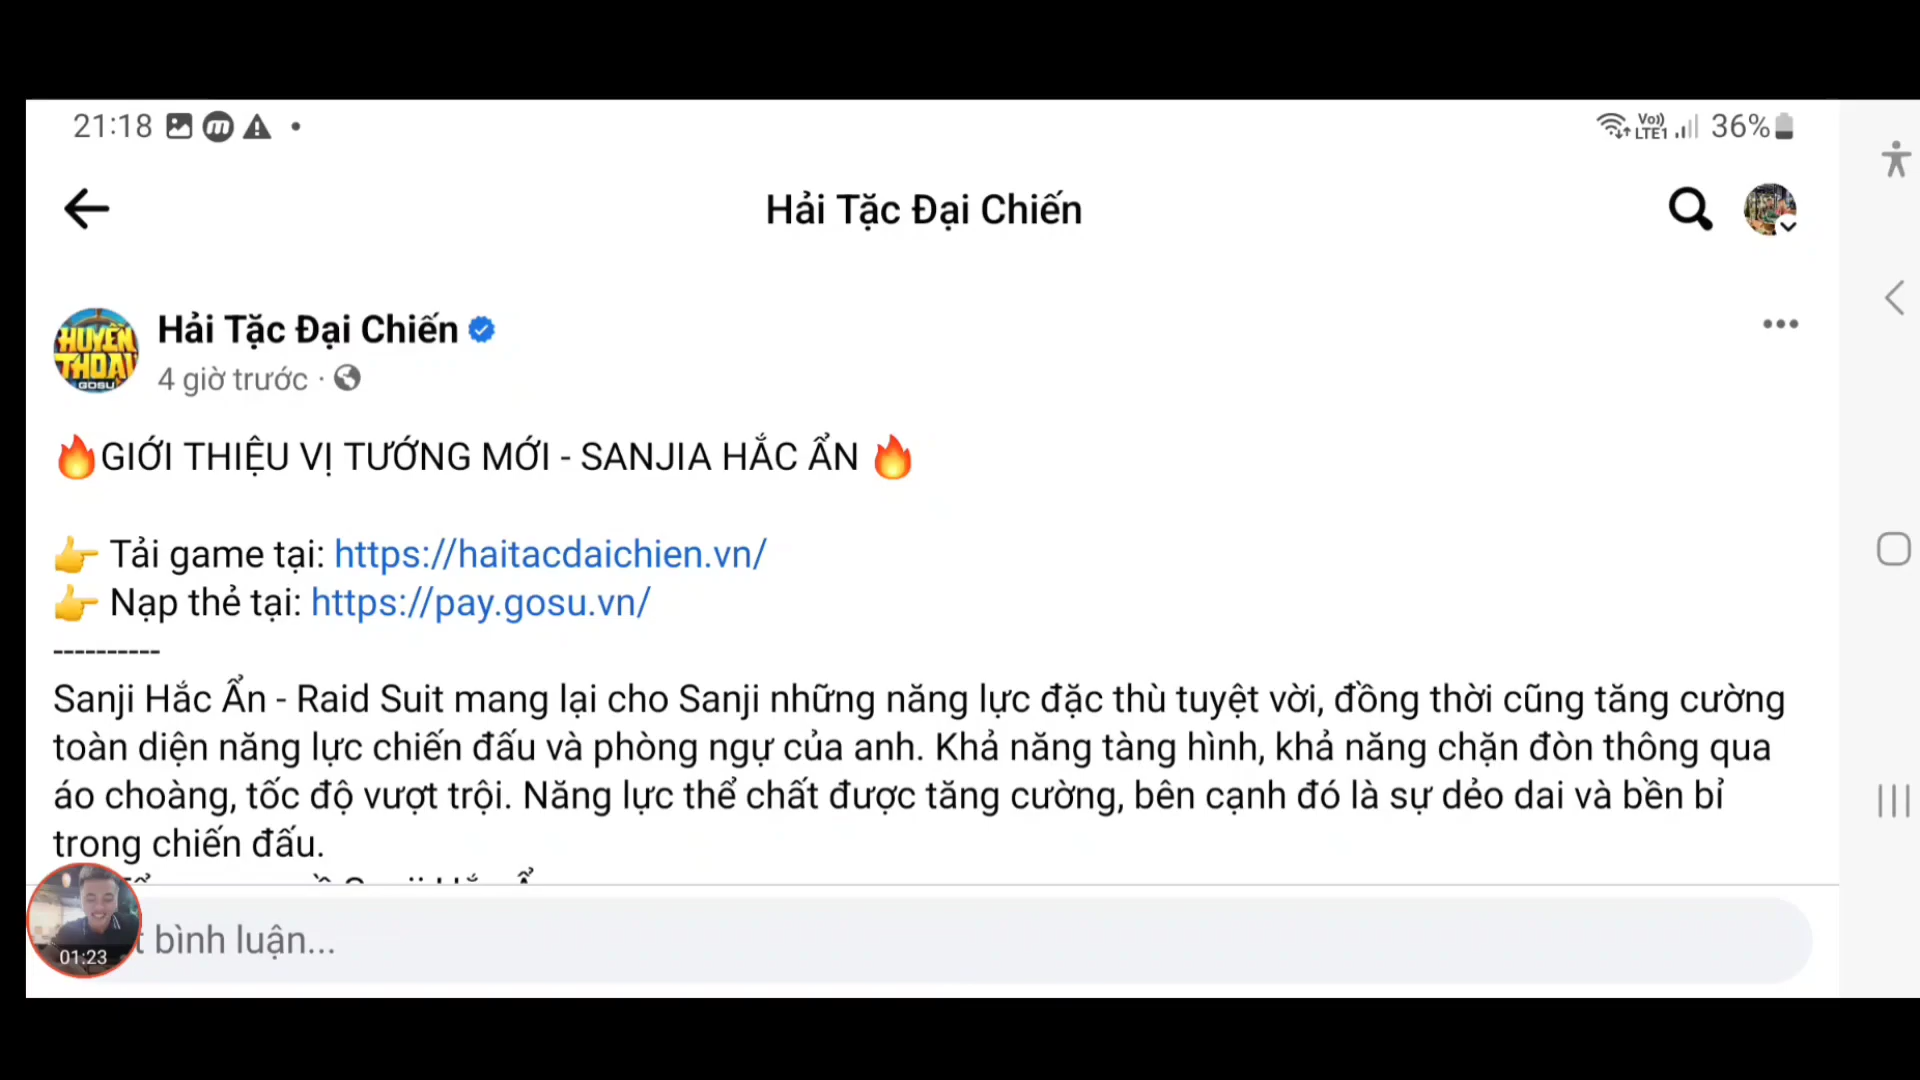 21:18
Vo))
LTE1
36%
Hải Tặc Đại Chiến
HUYỀN
THOẠI
GOSU
Hải Tặc Đại Chiến
4 giờ trước ·
🔥GIỚI THIỆU VỊ TƯỚNG MỚI - SANJIA HẮC ẨN 🔥
👉 Tải game tại: https://haitacdaichien.vn/
👉 Nạp thẻ tại: https://pay.gosu.vn/
----------
Sanji Hắc Ẩn - Raid Suit mang lại cho Sanji những năng lực đặc thù tuyệt vời, đồng thời cũng tăng cường
toàn diện năng lực chiến đấu và phòng ngự của anh. Khả năng tàng hình, khả năng chặn đòn thông qua
áo choàng, tốc độ vượt trội. Năng lực thể chất được tăng cường, bên cạnh đó là sự dẻo dai và bền bỉ
trong chiến đấu.
bình luận...
01:23